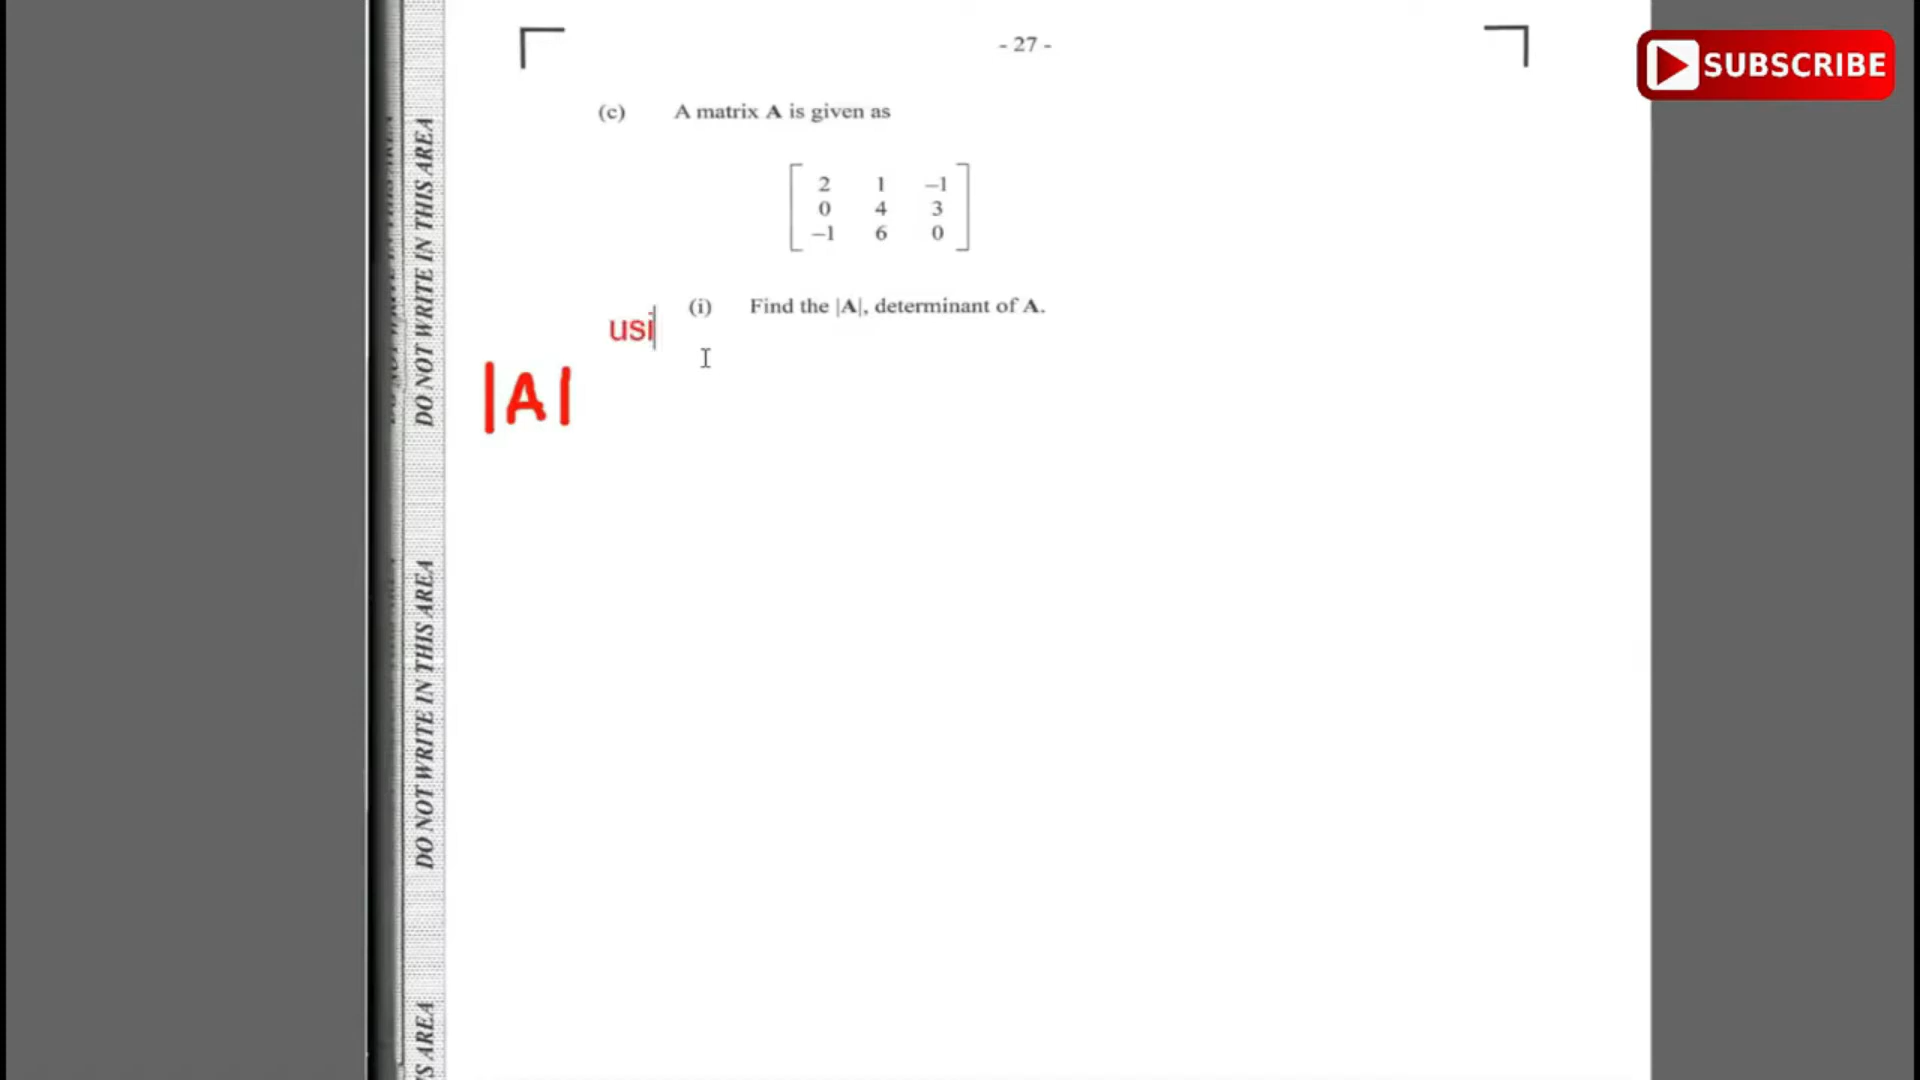 - 27 -
SUBSCRIBE
(c) A matrix A is given as
2 1 –1
0 4 3
–1 6 0
(i) Find the |A|, determinant of A.
usi
|A|
DO NOT WRITE IN THIS AREA
DO NOT WRITE IN THIS AREA
IS AREA